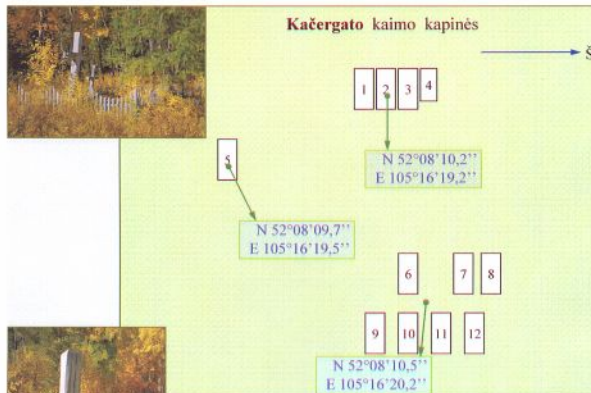 Kačergato kaimo kapinės
Š
1 2 3 4
N 52°08'10,2''
E 105°16'19,2''
5
N 52°08'09,7''
E 105°16'19,5''
6 7 8
9 10 11 12
N 52°08'10,5''
E 105°16'20,2''